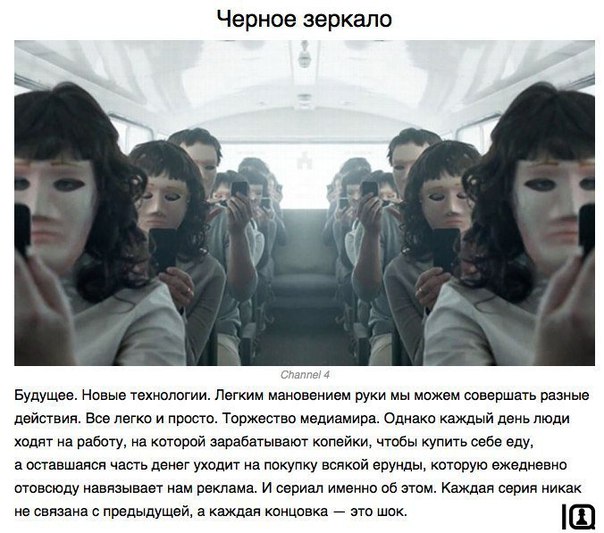 Черное зеркало
Channel 4
Будущее. Новые технологии. Легким мановением руки мы можем совершать разные
действия. Все легко и просто. Торжество медиамира. Однако каждый день люди
ходят на работу, на которой зарабатывают копейки, чтобы купить себе еду,
а оставшаяся часть денег уходит на покупку всякой ерунды, которую ежедневно
отовсюду навязывает нам реклама. И сериал именно об этом. Каждая серия никак
не связана с предыдущей, а каждая концовка — это шок.
IQ